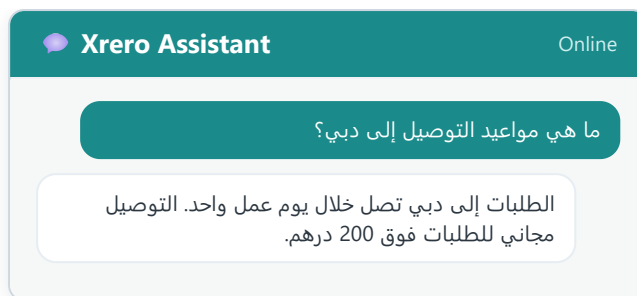 Xrero Assistant
Online
ما هي مواعيد التوصيل إلى دبي؟
الطلبات إلى دبي تصل خلال يوم عمل واحد. التوصيل
مجاني للطلبات فوق 200 درهم.